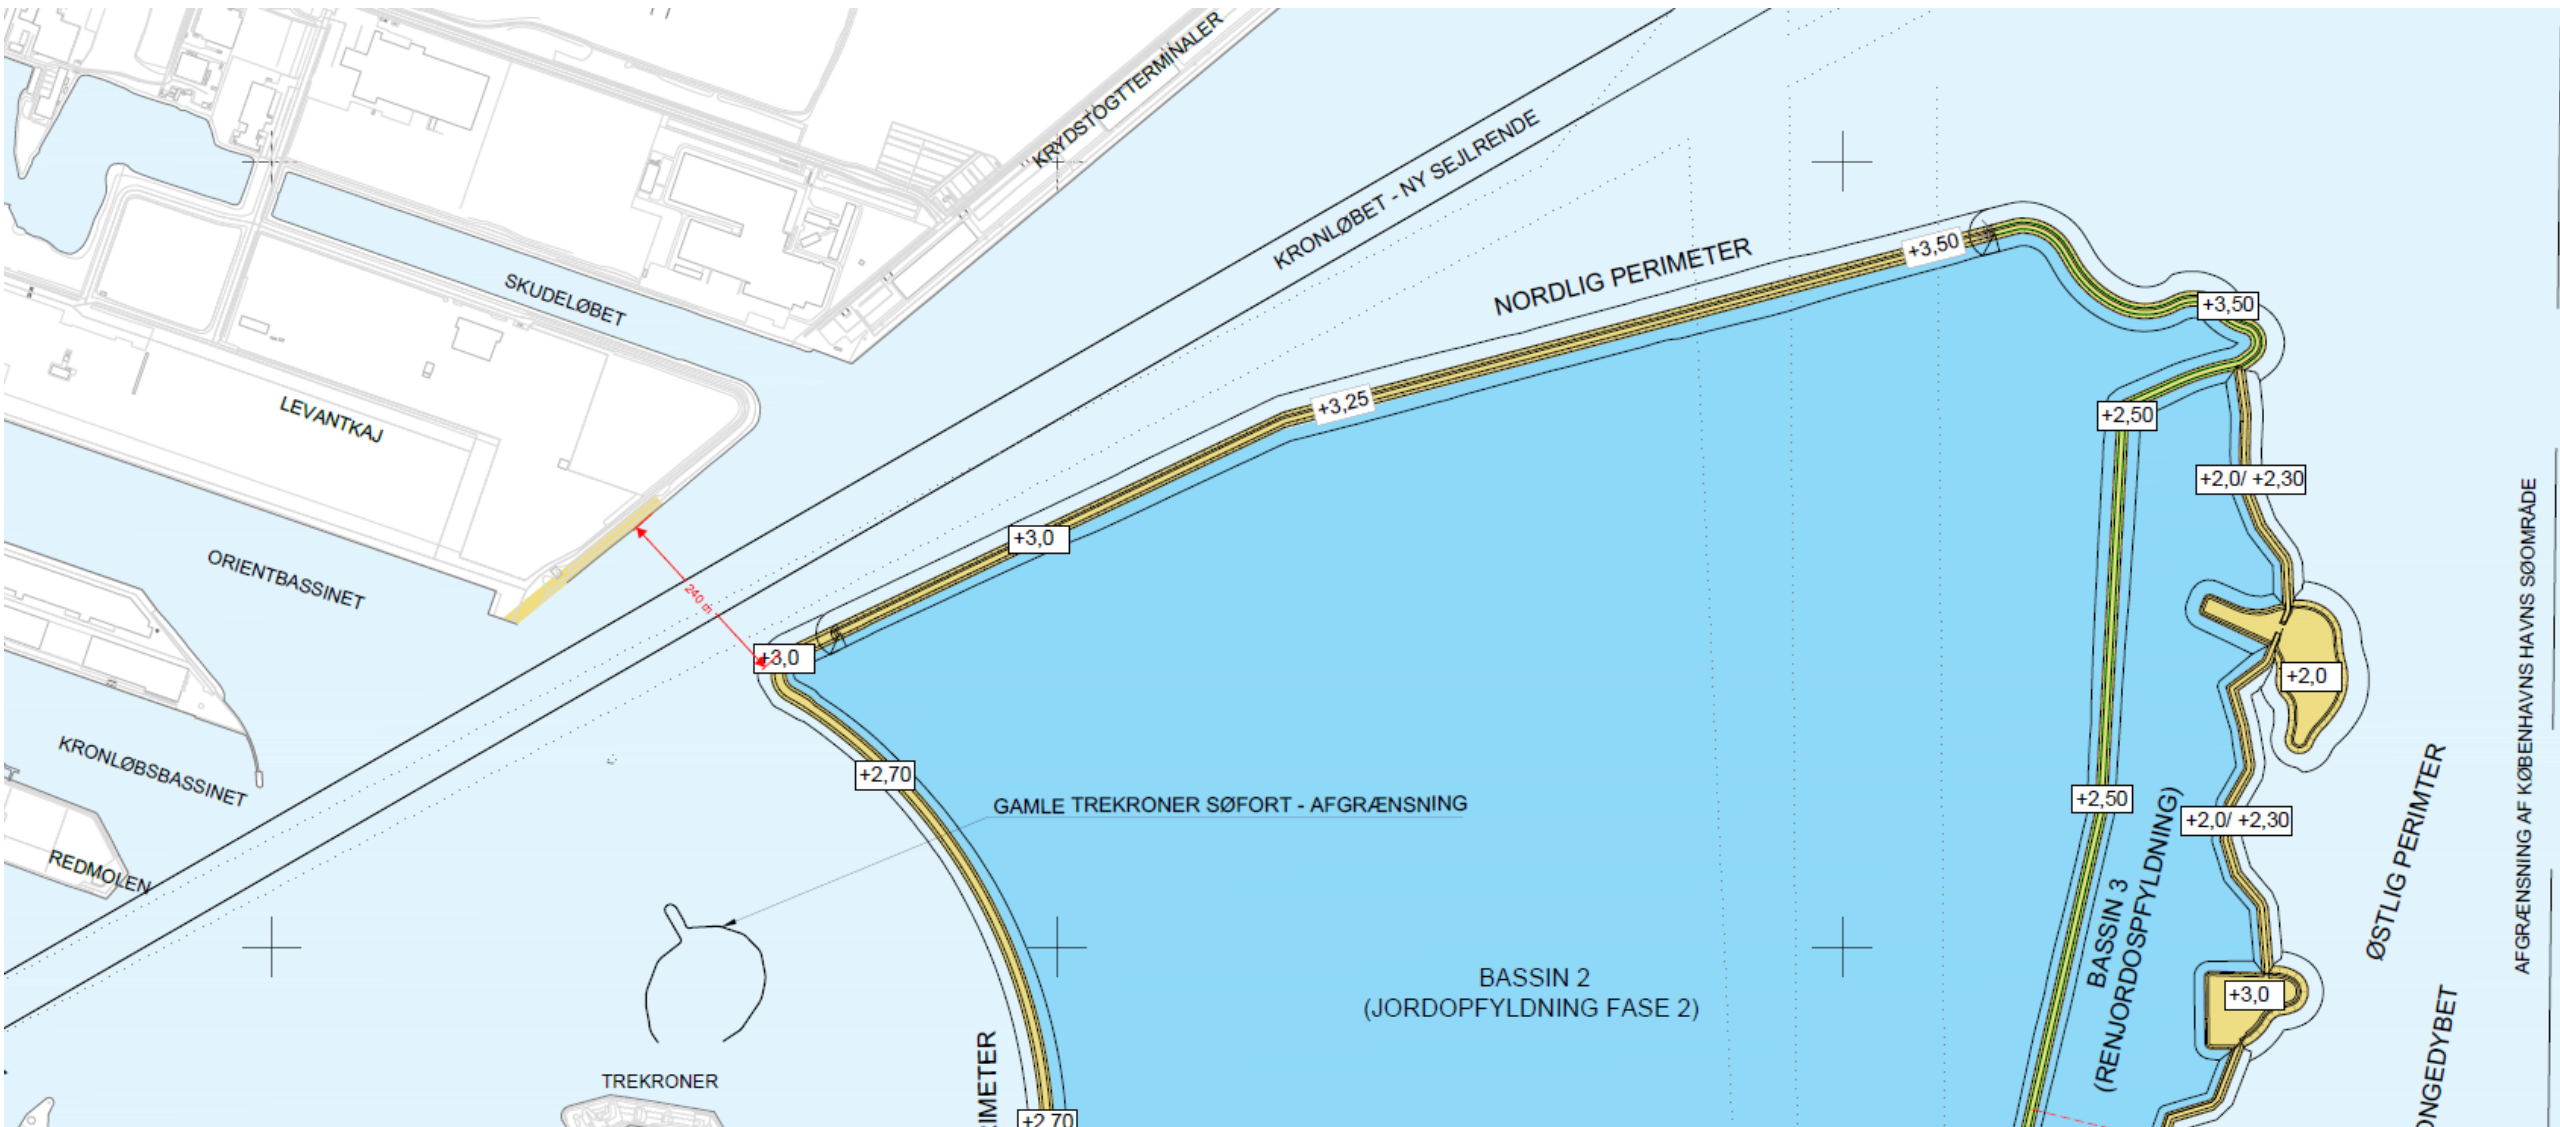 KRYDSTOGTTERMINALER
KRONLØBET - NY SEJLRENDE
NORDLIG PERIMETER
+3,50
SKUDELØBET
+3,50
+3,25
LEVANTKAJ
+2,50
+2,0/ +2,30
+3,0
ORIENTBASSINET
240 m
+3,0
+2,0
KRONLØBSBASSINET
+2,70
GAMLE TREKRONER SØFORT - AFGRÆNSNING
+2,50
+2,0/ +2,30
REDMOLEN
BASSIN 3
(RENJORDOSPFYLDNING)
ØSTLIG PERIMTER
AFGRÆNSNING AF KØBENHAVNS HAVNS SØOMRÅDE
BASSIN 2
(JORDOPFYLDNING FASE 2)
+3,0
TREKRONER
RIMETER
+2,70
ONGEDYBET